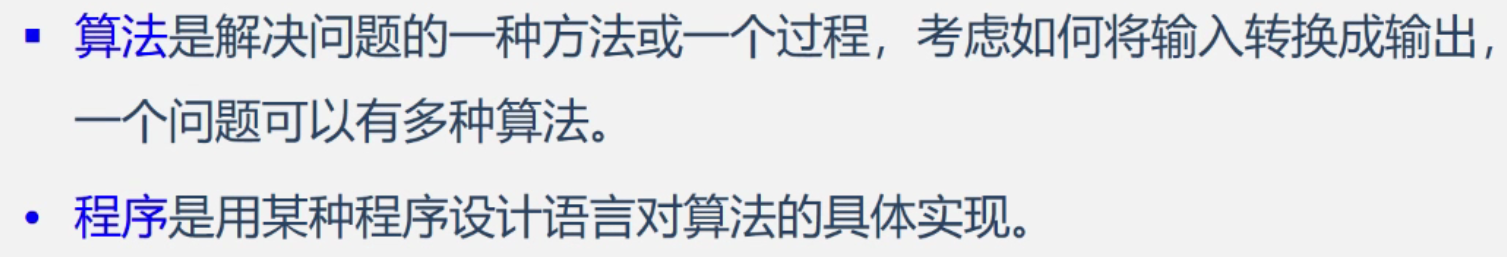 ▪ 算法是解决问题的一种方法或一个过程，考虑如何将输入转换成输出，
一个问题可以有多种算法。
• 程序是用某种程序设计语言对算法的具体实现。